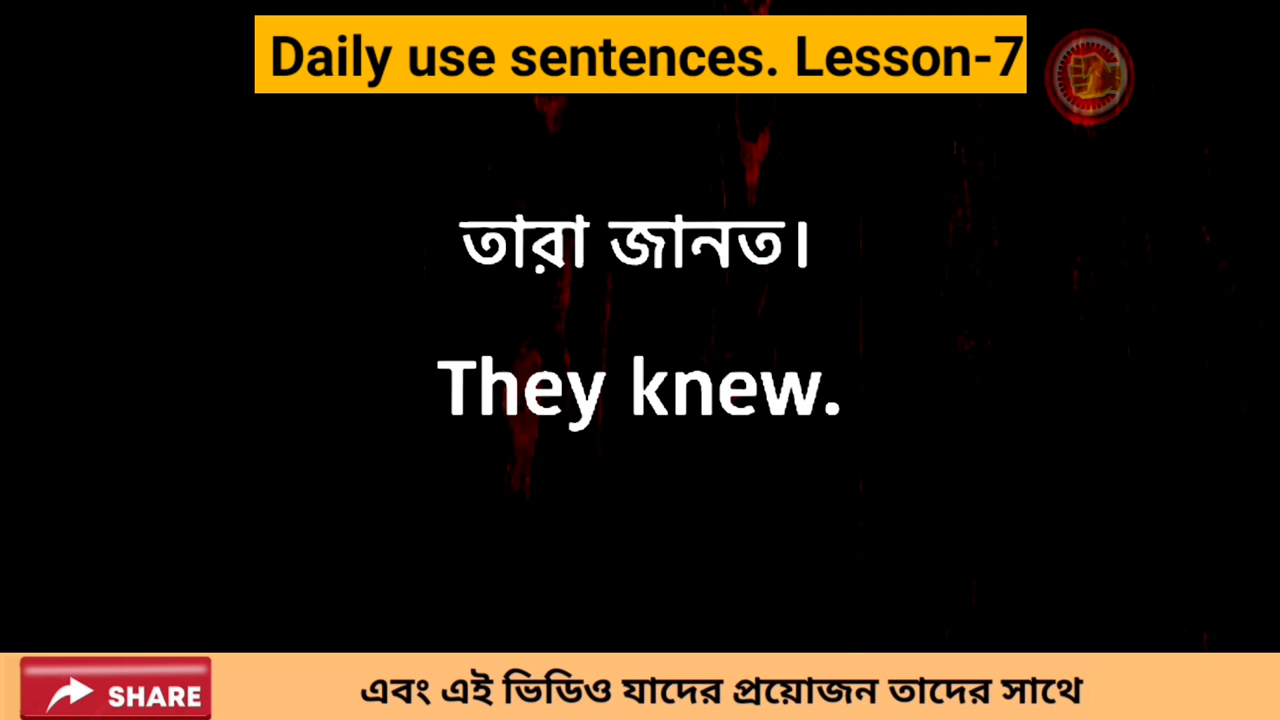 Daily use sentences. Lesson-7
তারা জানত।
They knew.
SHARE
এবং এই ভিডিও যাদের প্রয়োজন তাদের সাথে